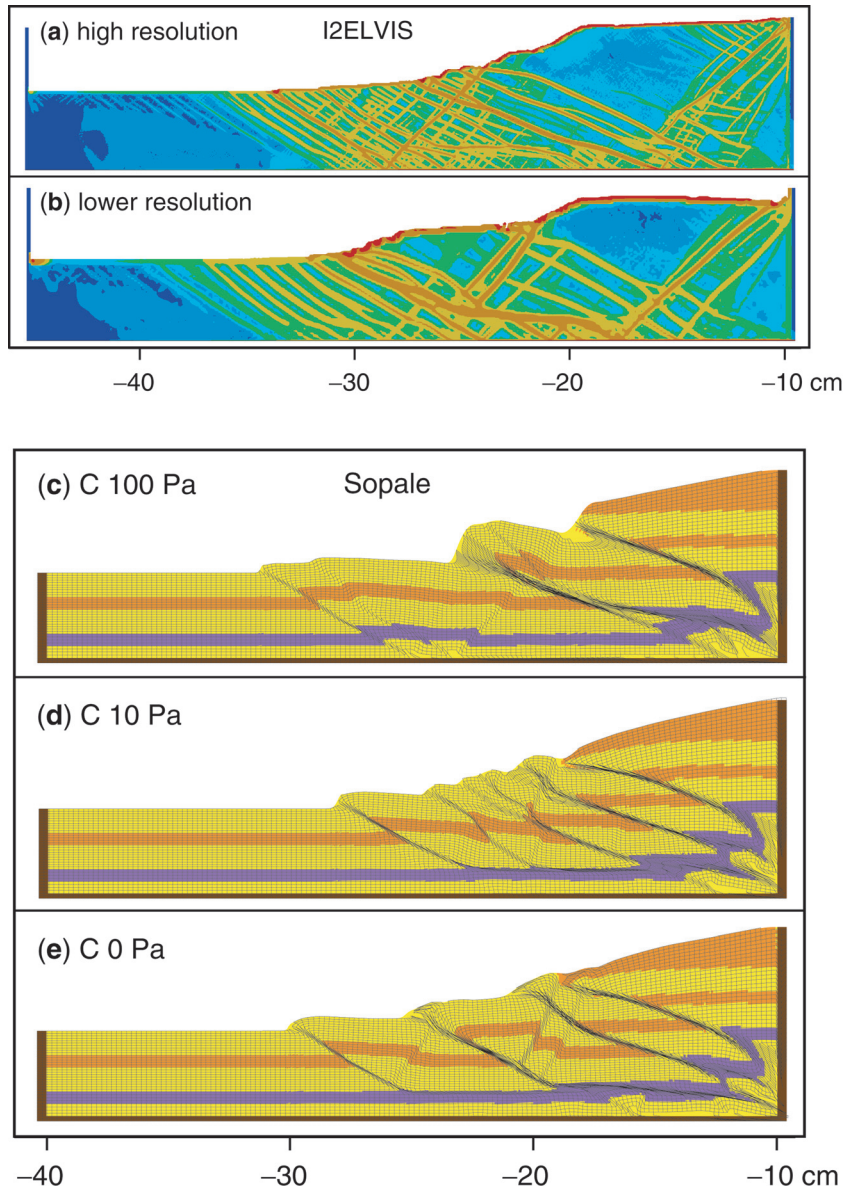 (a) high resolution I2ELVIS
(b) lower resolution
−40 −30 −20 −10 cm
(c) C 100 Pa Sopale
(d) C 10 Pa
(e) C 0 Pa
−40 −30 −20 −10 cm